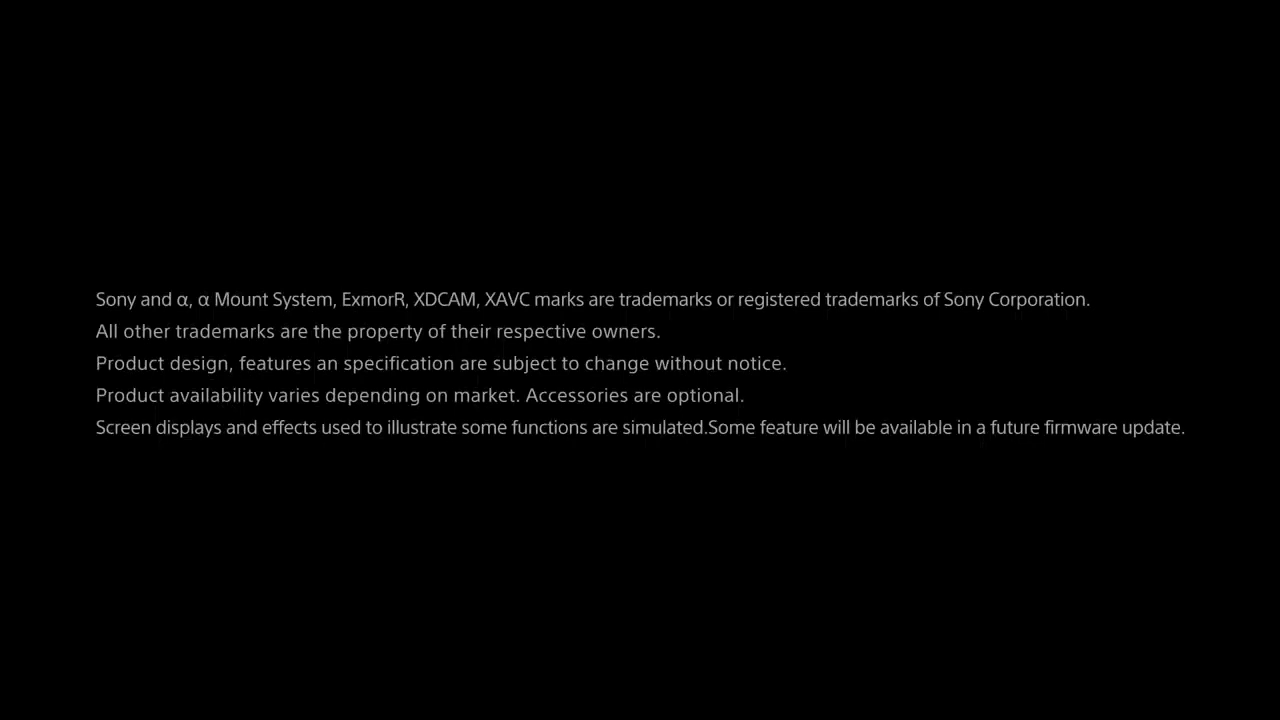 Sony and α, α Mount System, ExmorR, XDCAM, XAVC marks are trademarks or registered trademarks of Sony Corporation.
All other trademarks are the property of their respective owners.
Product design, features an specification are subject to change without notice.
Product availability varies depending on market. Accessories are optional.
Screen displays and effects used to illustrate some functions are simulated.Some feature will be available in a future firmware update.